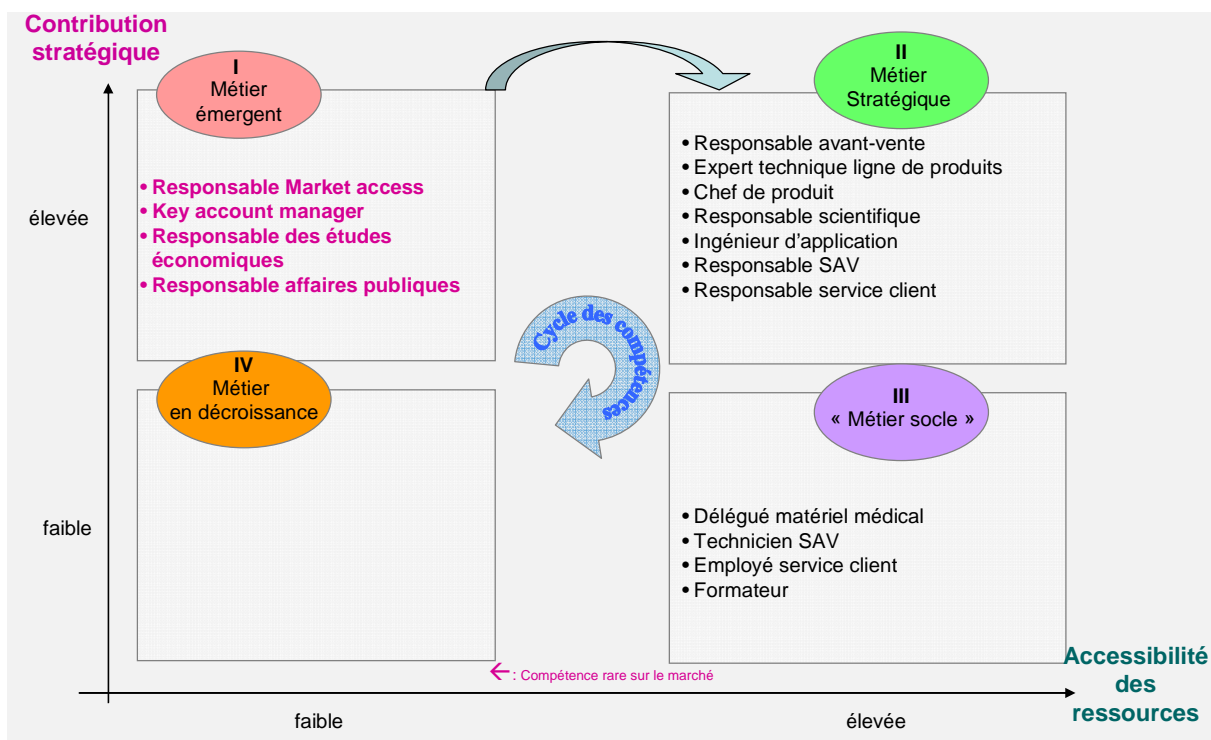 Contribution
stratégique
I
Métier
émergent
II
Métier
Stratégique
élevée
• Responsable Market access
• Key account manager
• Responsable des études
économiques
• Responsable affaires publiques
• Responsable avant-vente
• Expert technique ligne de produits
• Chef de produit
• Responsable scientifique
• Ingénieur d’application
• Responsable SAV
• Responsable service client
Cycle des compétences
IV
Métier
en décroissance
III
« Métier socle »
faible
• Délégué matériel médical
• Technicien SAV
• Employé service client
• Formateur
← : Compétence rare sur le marché
Accessibilité
des
ressources
faible
élevée